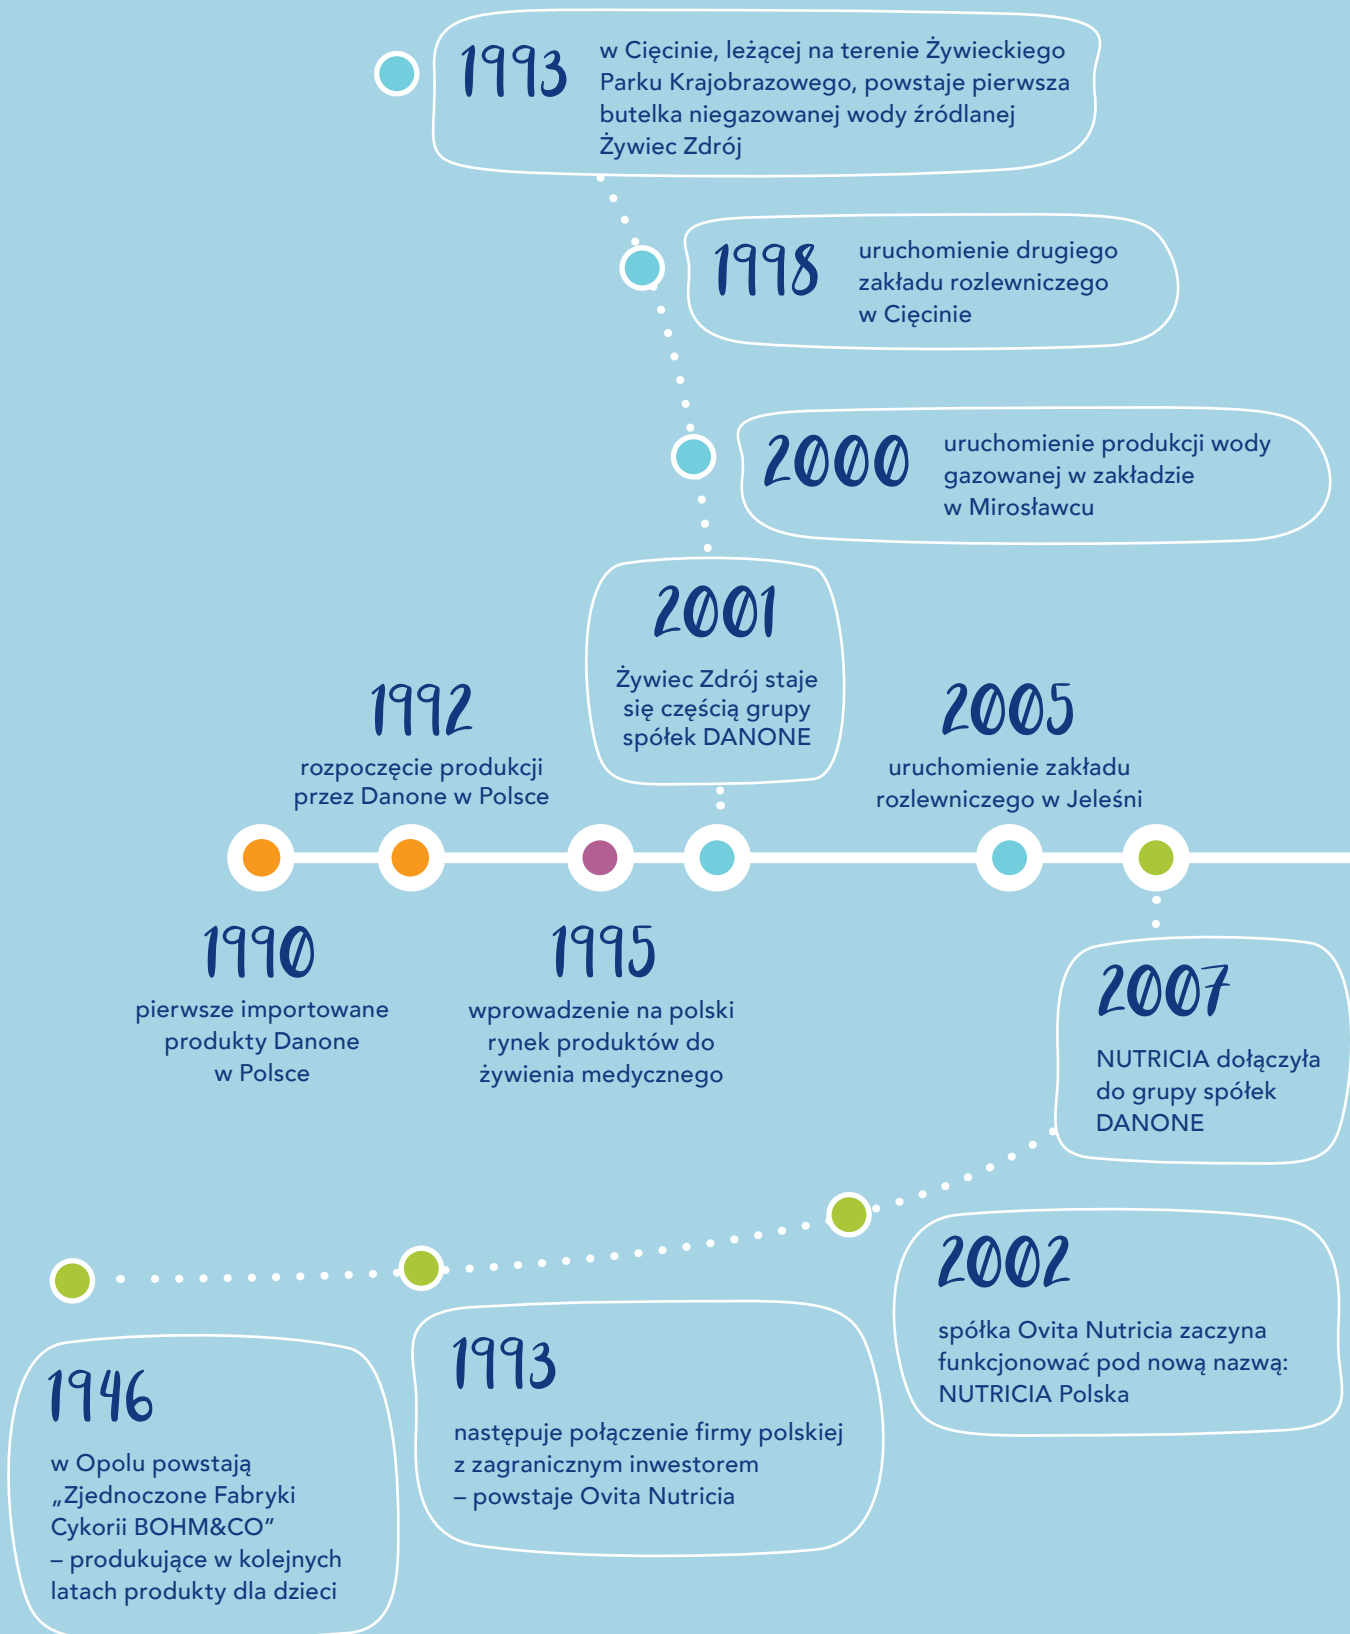 1993
w Cięcinie, leżącej na terenie Żywieckiego
Parku Krajobrazowego, powstaje pierwsza
butelka niegazowanej wody źródlanej
Żywiec Zdrój
1998
uruchomienie drugiego
zakładu rozlewniczego
w Cięcinie
2000
uruchomienie produkcji wody
gazowanej w zakładzie
w Mirosławcu
2001
Żywiec Zdrój staje
się częścią grupy
spółek DANONE
1992
rozpoczęcie produkcji
przez Danone w Polsce
2005
uruchomienie zakładu
rozlewniczego w Jeleśni
1990
pierwsze importowane
produkty Danone
w Polsce
1995
wprowadzenie na polski
rynek produktów do
żywienia medycznego
2007
NUTRICIA dołączyła
do grupy spółek
DANONE
2002
spółka Ovita Nutricia zaczyna
funkcjonować pod nową nazwą:
NUTRICIA Polska
1993
następuje połączenie firmy polskiej
z zagranicznym inwestorem
– powstaje Ovita Nutricia
1946
w Opolu powstają
„Zjednoczone Fabryki
Cykorii BOHM&CO”
– produkujące w kolejnych
latach produkty dla dzieci